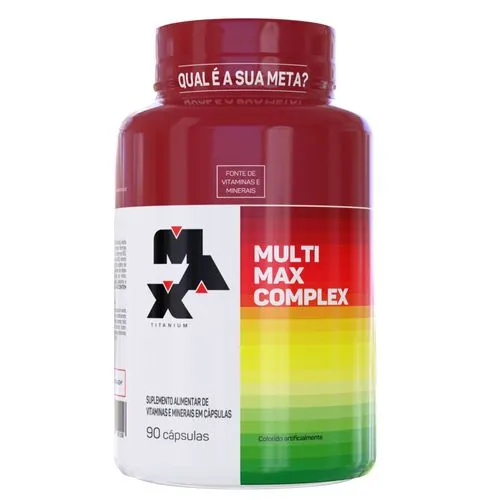 QUAL É A SUA META?
FONTE DE
VITAMINAS E
MINERAIS
MAX
TITANIUM
MULTI
MAX
COMPLEX
SUPLEMENTO ALIMENTAR DE
VITAMINAS E MINERAIS EM CÁPSULAS
90 cápsulas
Colorido artificialmente